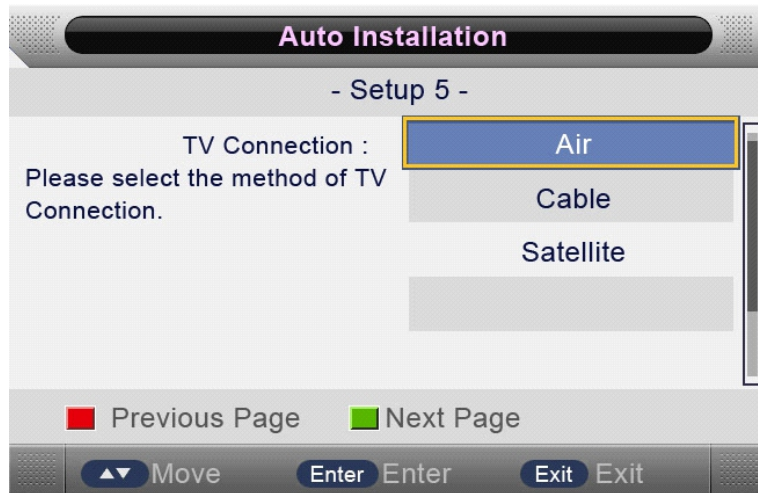 Auto Installation
- Setup 5 -
TV Connection :
Please select the method of TV
Connection.
Air
Cable
Satellite
Previous Page
Next Page
▲▼ Move
Enter Enter
Exit Exit